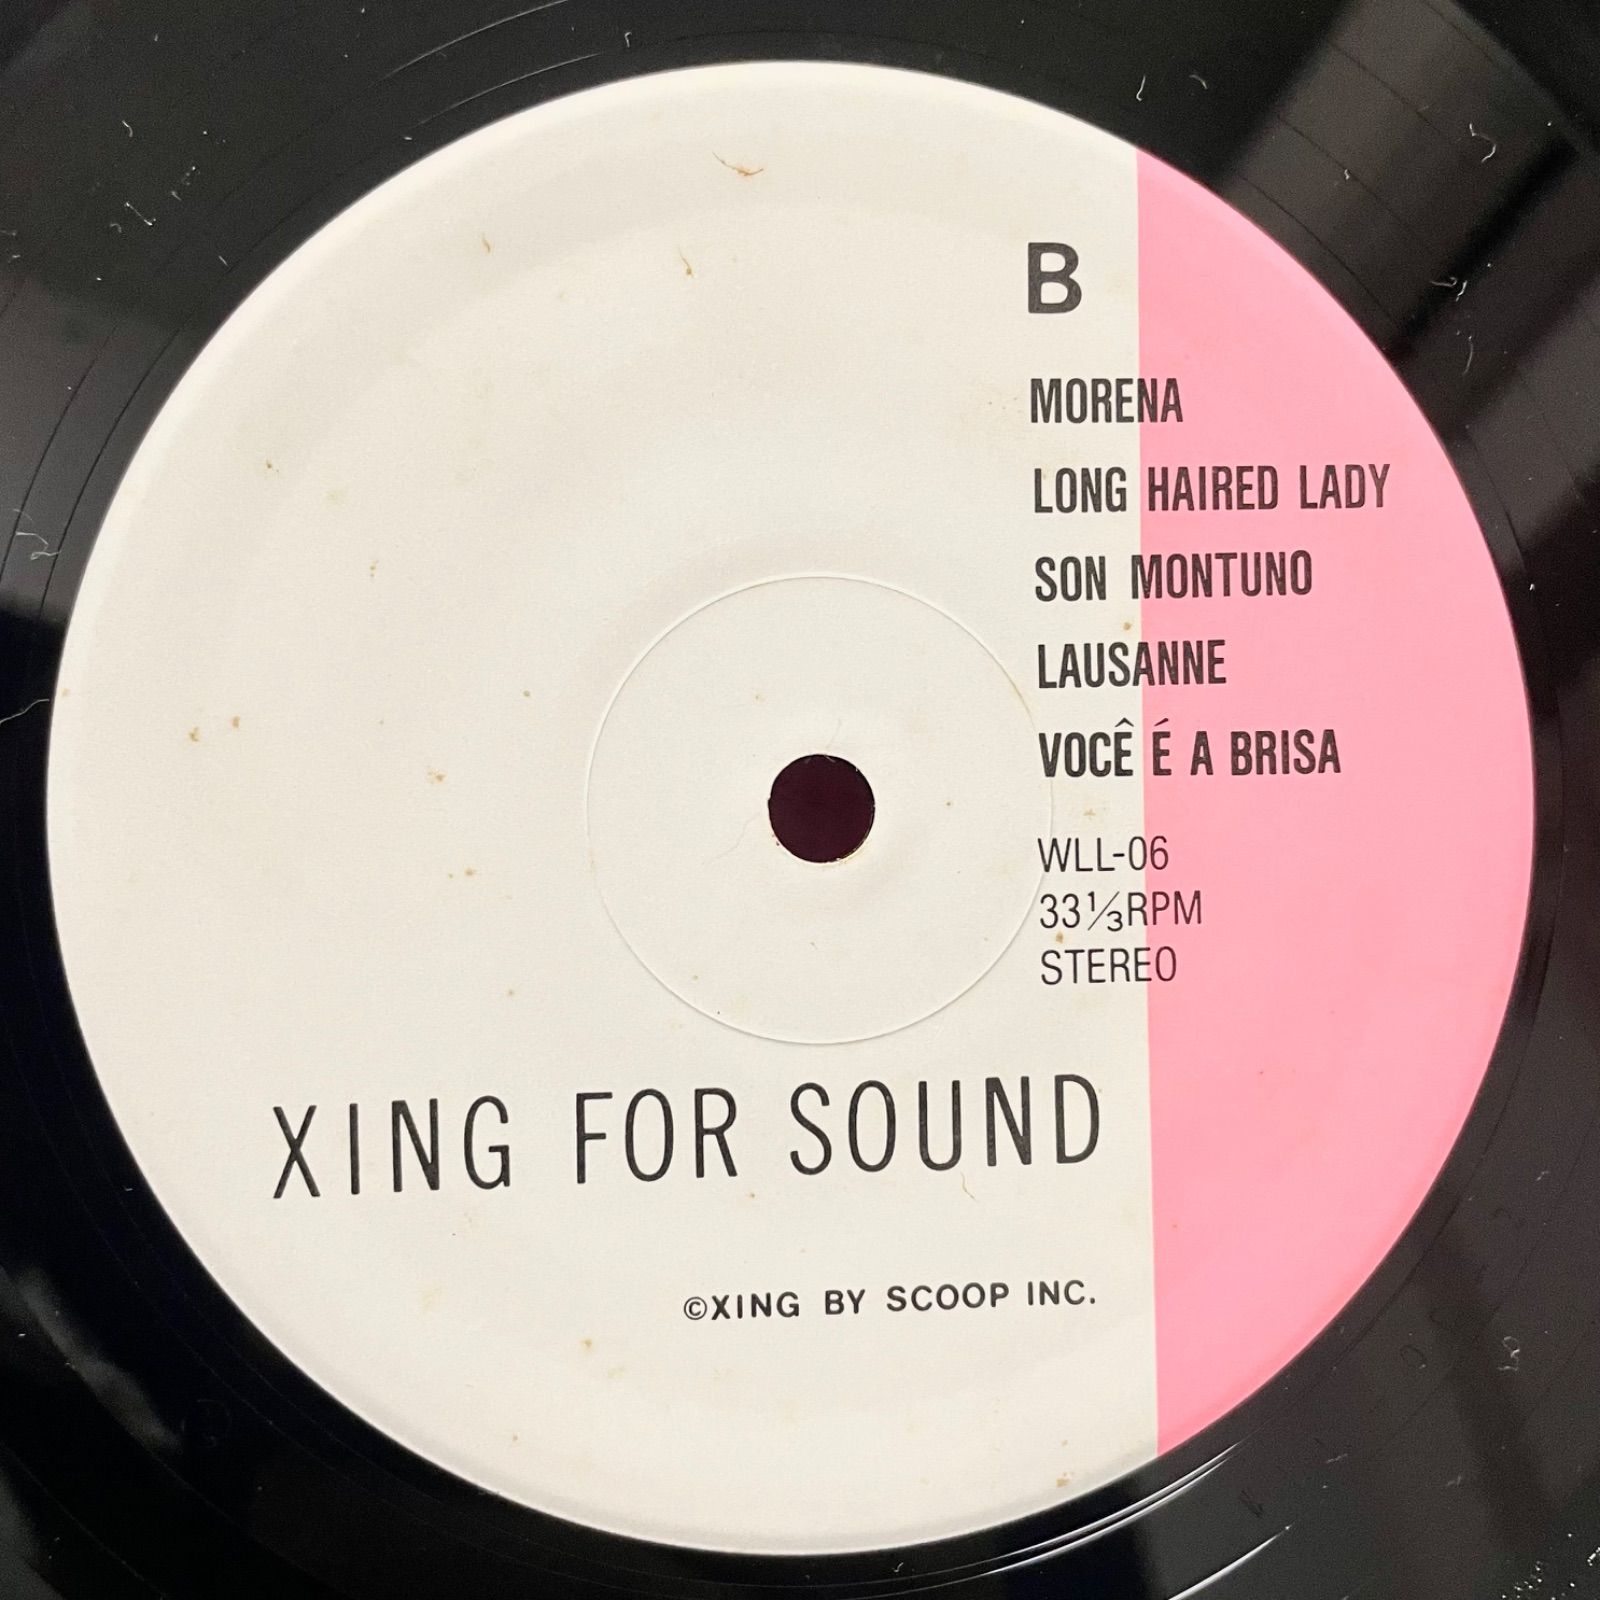 B
MORENA
LONG HAIRED LADY
SON MONTUNO
LAUSANNE
VOCÊ É A BRISA
WLL-06
33⅓RPM
STEREO
XING FOR SOUND
©XING BY SCOOP INC.